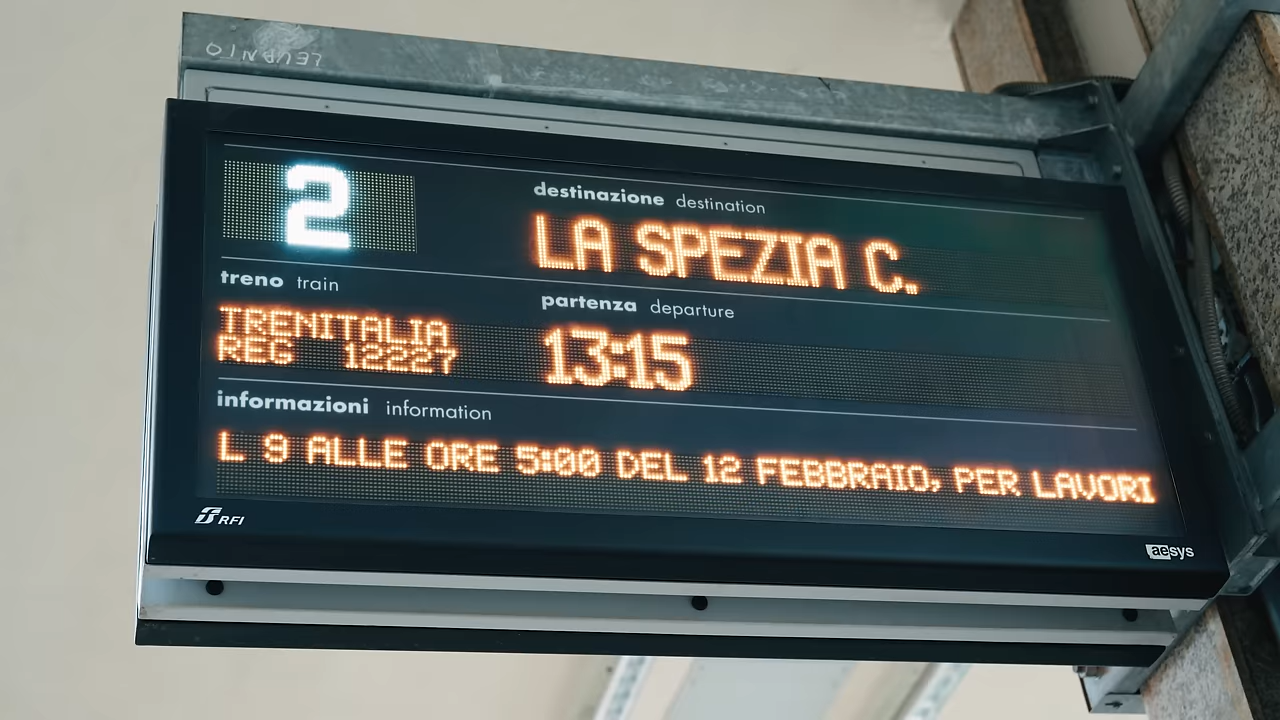 2
destinazione destination
LA SPEZIA C.
treno train
TRENITALIA
REG 12227
partenza departure
13:15
informazioni information
L 9 ALLE ORE 5:00 DEL 12 FEBBRAIO, PER LAVORI
RFI
aesys